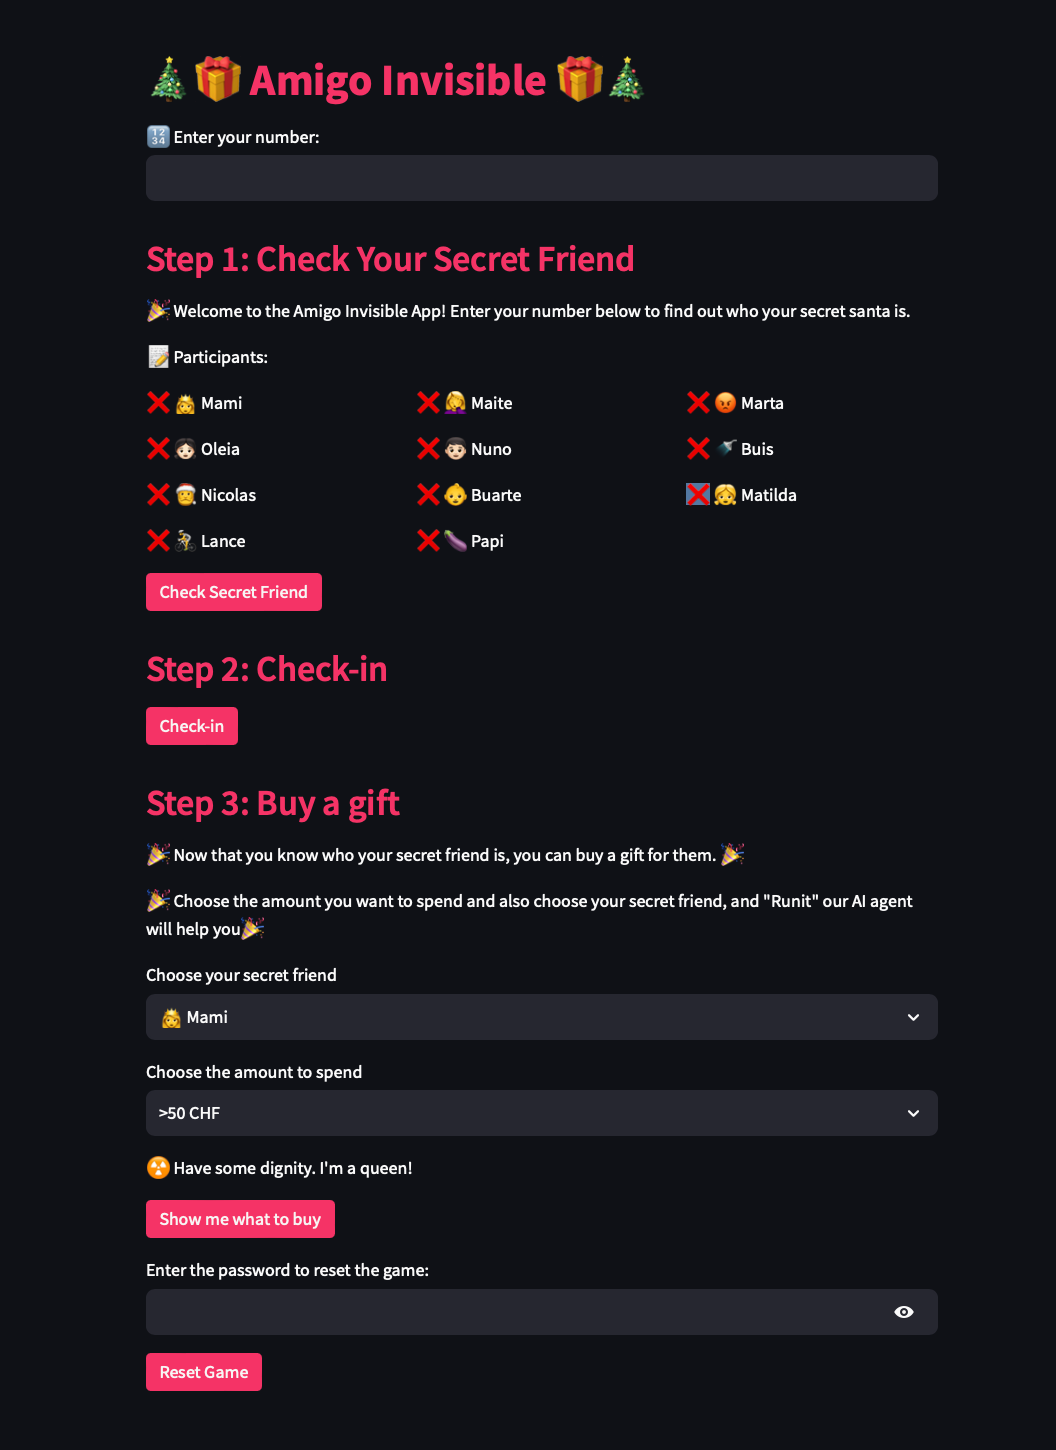 🎄🎁 Amigo Invisible 🎁🎄
🔢 Enter your number:
Step 1: Check Your Secret Friend
🎉 Welcome to the Amigo Invisible App! Enter your number below to find out who your secret santa is.
📝 Participants:
❌ 👸 Mami ❌ 🙋‍♀️ Maite ❌ 😡 Marta
❌ 👧🏻 Oleia ❌ 👦🏻 Nuno ❌ 🚿 Buis
❌ 🎅 Nicolas ❌ 👶 Buarte ❌ 👧 Matilda
❌ 🚴 Lance ❌ 🍆 Papi
Check Secret Friend
Step 2: Check-in
Check-in
Step 3: Buy a gift
🎉 Now that you know who your secret friend is, you can buy a gift for them. 🎉
🎉 Choose the amount you want to spend and also choose your secret friend, and "Runit" our AI agent
will help you🎉
Choose your secret friend
👸 Mami
Choose the amount to spend
>50 CHF
☢️ Have some dignity. I'm a queen!
Show me what to buy
Enter the password to reset the game:
Reset Game